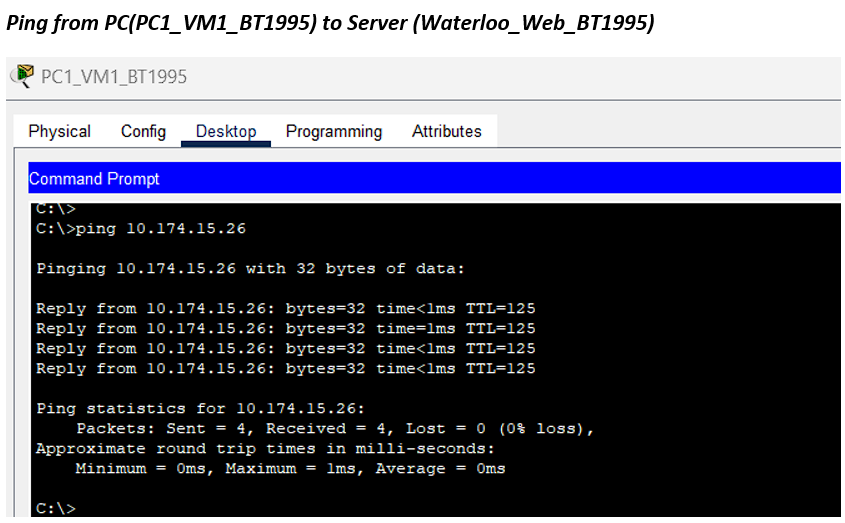 Ping from PC(PC1_VM1_BT1995) to Server (Waterloo_Web_BT1995)
PC1_VM1_BT1995
Physical Config Desktop Programming Attributes
Command Prompt
C:\>
C:\>ping 10.174.15.26
Pinging 10.174.15.26 with 32 bytes of data:
Reply from 10.174.15.26: bytes=32 time<1ms TTL=125
Reply from 10.174.15.26: bytes=32 time=1ms TTL=125
Reply from 10.174.15.26: bytes=32 time<1ms TTL=125
Reply from 10.174.15.26: bytes=32 time<1ms TTL=125
Ping statistics for 10.174.15.26:
Packets: Sent = 4, Received = 4, Lost = 0 (0% loss),
Approximate round trip times in milli-seconds:
Minimum = 0ms, Maximum = 1ms, Average = 0ms
C:\>